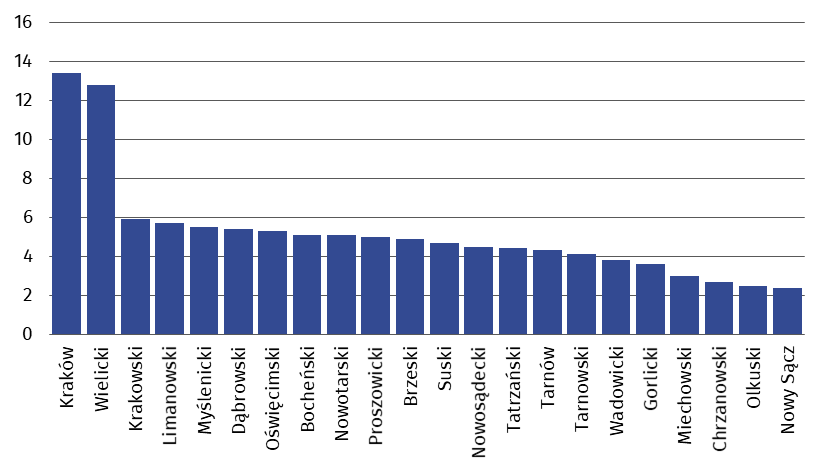 16
14
12
10
8
6
4
2
0
Kraków
Wielicki
Krakowski
Limanowski
Myślenicki
Dąbrowski
Oświęcimski
Bocheński
Nowotarski
Proszowicki
Brzeski
Suski
Nowosądecki
Tatrzański
Tarnów
Tarnowski
Wadowicki
Gorlicki
Miechowski
Chrzanowski
Olkuski
Nowy Sącz